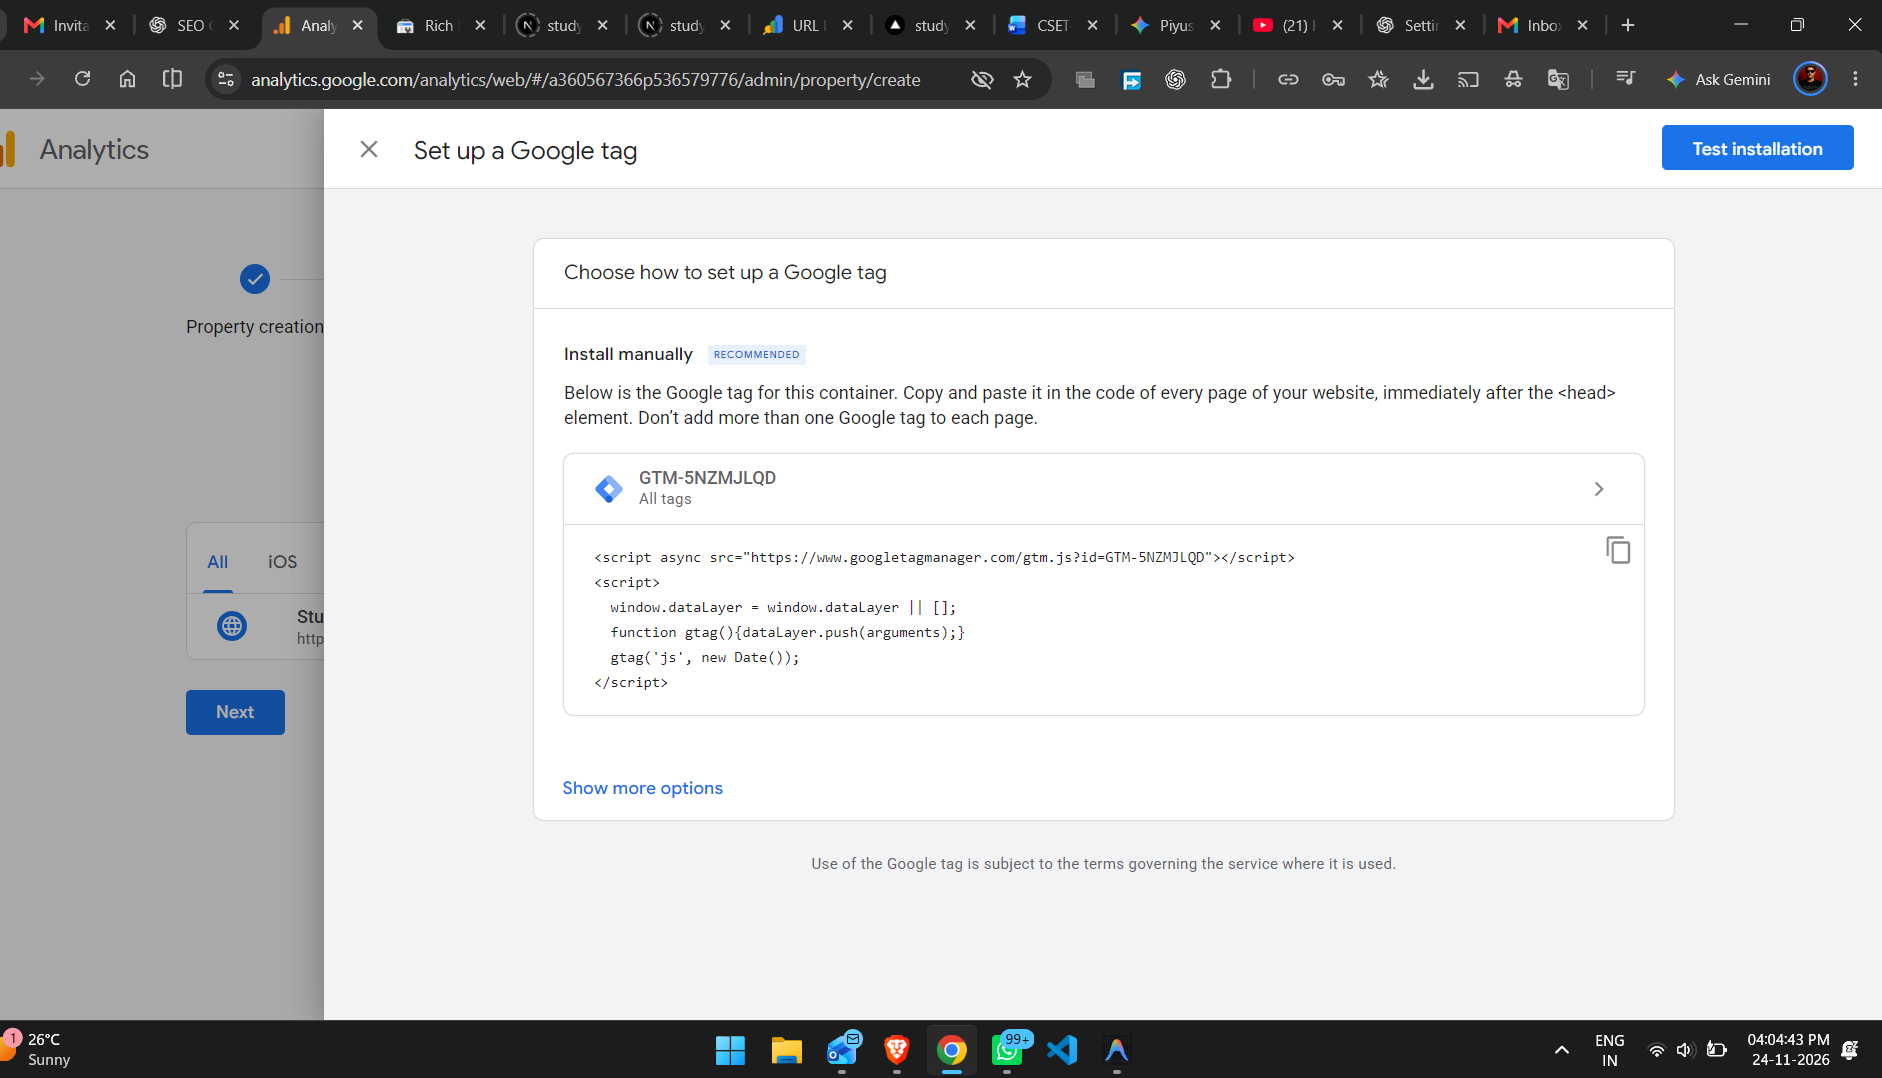 Invita
SEO
Analy
Rich
study
study
URL
study
CSET-
Piyus
(21)
Settin
Inbox
analytics.google.com/analytics/web/#/a360567366p536579776/admin/property/create
Ask Gemini
Analytics
Set up a Google tag
Test installation
Property creation
Choose how to set up a Google tag
Install manually RECOMMENDED
Below is the Google tag for this container. Copy and paste it in the code of every page of your website, immediately after the <head>
element. Don’t add more than one Google tag to each page.
GTM-5NZMJLQD
All tags
<script async src="https://www.googletagmanager.com/gtm.js?id=GTM-5NZMJLQD"></script>
<script>
window.dataLayer = window.dataLayer || [];
function gtag(){dataLayer.push(arguments);}
gtag('js', new Date());
</script>
All iOS
Stu
http
Next
Show more options
Use of the Google tag is subject to the terms governing the service where it is used.
1
26°C
Sunny
99+
ENG
IN
04:04:43 PM
24-11-2026